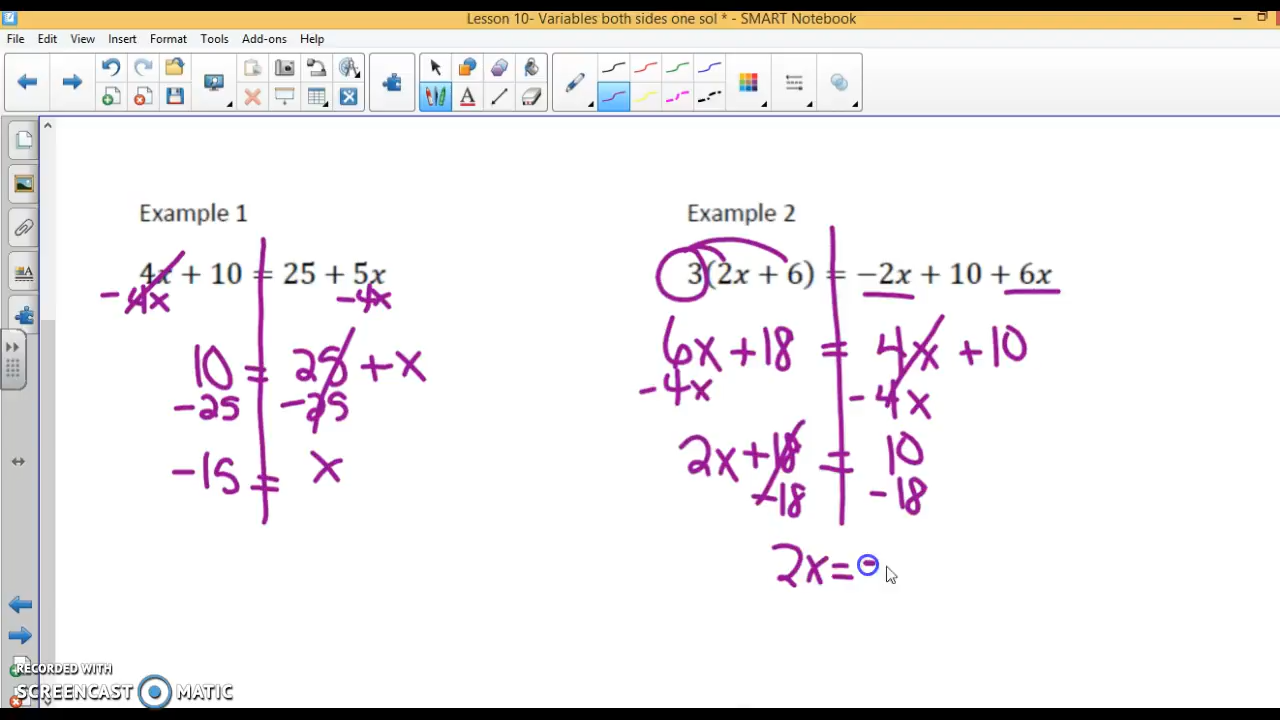 Lesson 10- Variables both sides one sol * - SMART Notebook
File Edit View Insert Format Tools Add-ons Help
Example 1
4x + 10 = 25 + 5x
-4x -4x
10 = 25 + x
-25 -25
-15 = x
Example 2
3(2x + 6) = −2x + 10 + 6x
6x + 18 = 4x + 10
-4x -4x
2x + 18 = 10
-18 -18
2x = -
RECORDED WITH
SCREENCAST MATIC